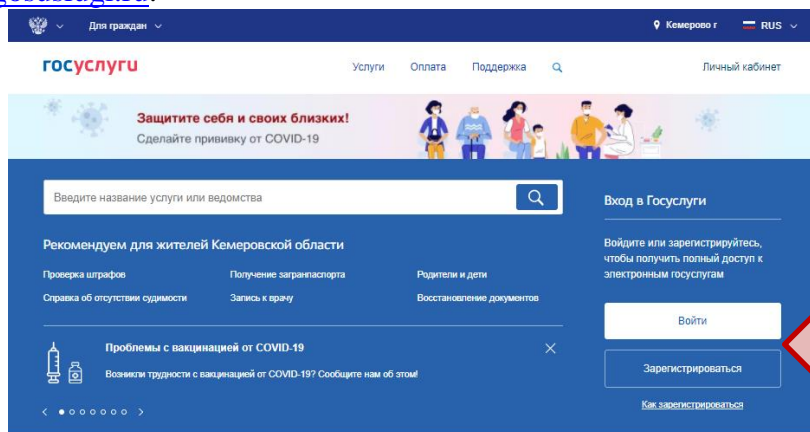 gosuslugi.ru.
Для граждан
Кемерово г
RUS
госуслуги
Услуги
Оплата
Поддержка
Личный кабинет
Защитите себя и своих близких!
Сделайте прививку от COVID-19
Введите название услуги или ведомства
Рекомендуем для жителей Кемеровской области
Проверка штрафов
Получение загранпаспорта
Родители и дети
Справка об отсутствии судимости
Запись к врачу
Восстановление документов
Проблемы с вакцинацией от COVID-19
Возникли трудности с вакцинацией от COVID-19? Сообщите нам об этом!
Вход в Госуслуги
Войдите или зарегистрируйтесь,
чтобы получить полный доступ к
электронным госуслугам
Войти
Зарегистрироваться
Как зарегистрироваться